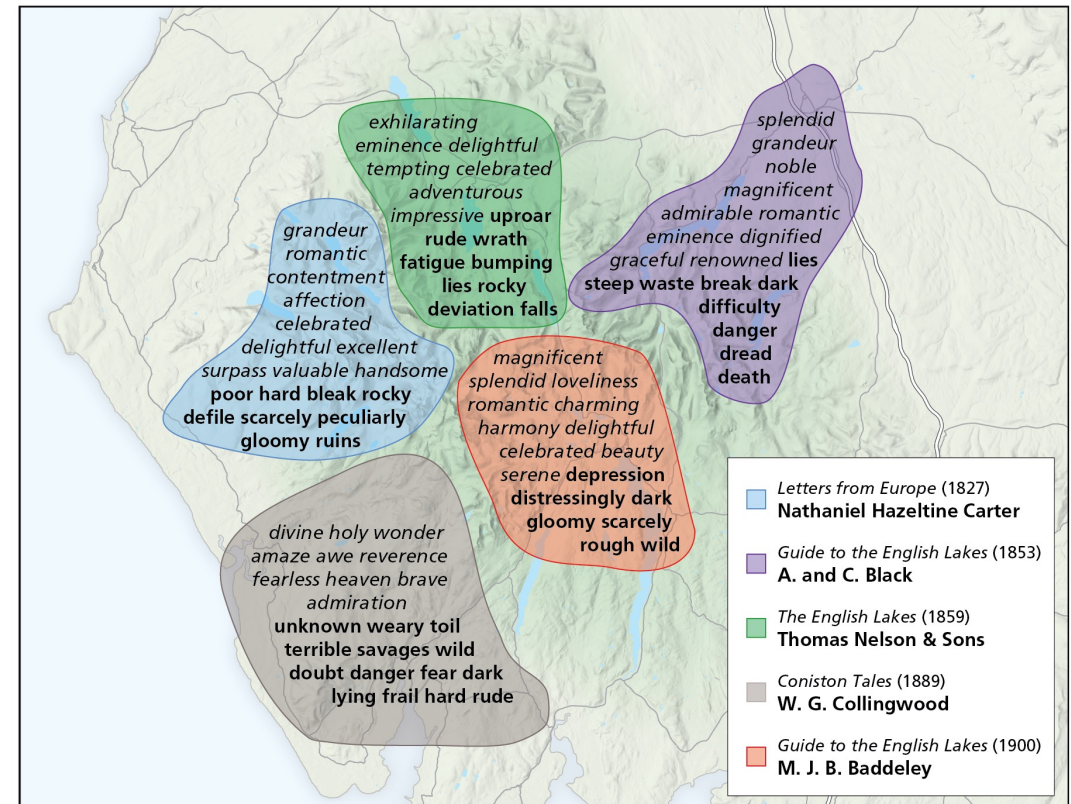 exhilarating
eminence delightful
tempting celebrated
adventurous
impressive uproar
rude wrath
fatigue bumping
lies rocky
deviation falls
splendid
grandeur
noble
magnificent
admirable romantic
eminence dignified
graceful renowned lies
steep waste break dark
difficulty
danger
dread
death
grandeur
romantic
contentment
affection
celebrated
delightful excellent
surpass valuable handsome
poor hard bleak rocky
defile scarcely peculiarly
gloomy ruins
magnificent
splendid loveliness
romantic charming
harmony delightful
celebrated beauty
serene depression
distressingly dark
gloomy scarcely
rough wild
divine holy wonder
amaze awe reverence
fearless heaven brave
admiration
unknown weary toil
terrible savages wild
doubt danger fear dark
lying frail hard rude
Letters from Europe (1827)
Nathaniel Hazeltine Carter
Guide to the English Lakes (1853)
A. and C. Black
The English Lakes (1859)
Thomas Nelson & Sons
Coniston Tales (1889)
W. G. Collingwood
Guide to the English Lakes (1900)
M. J. B. Baddeley